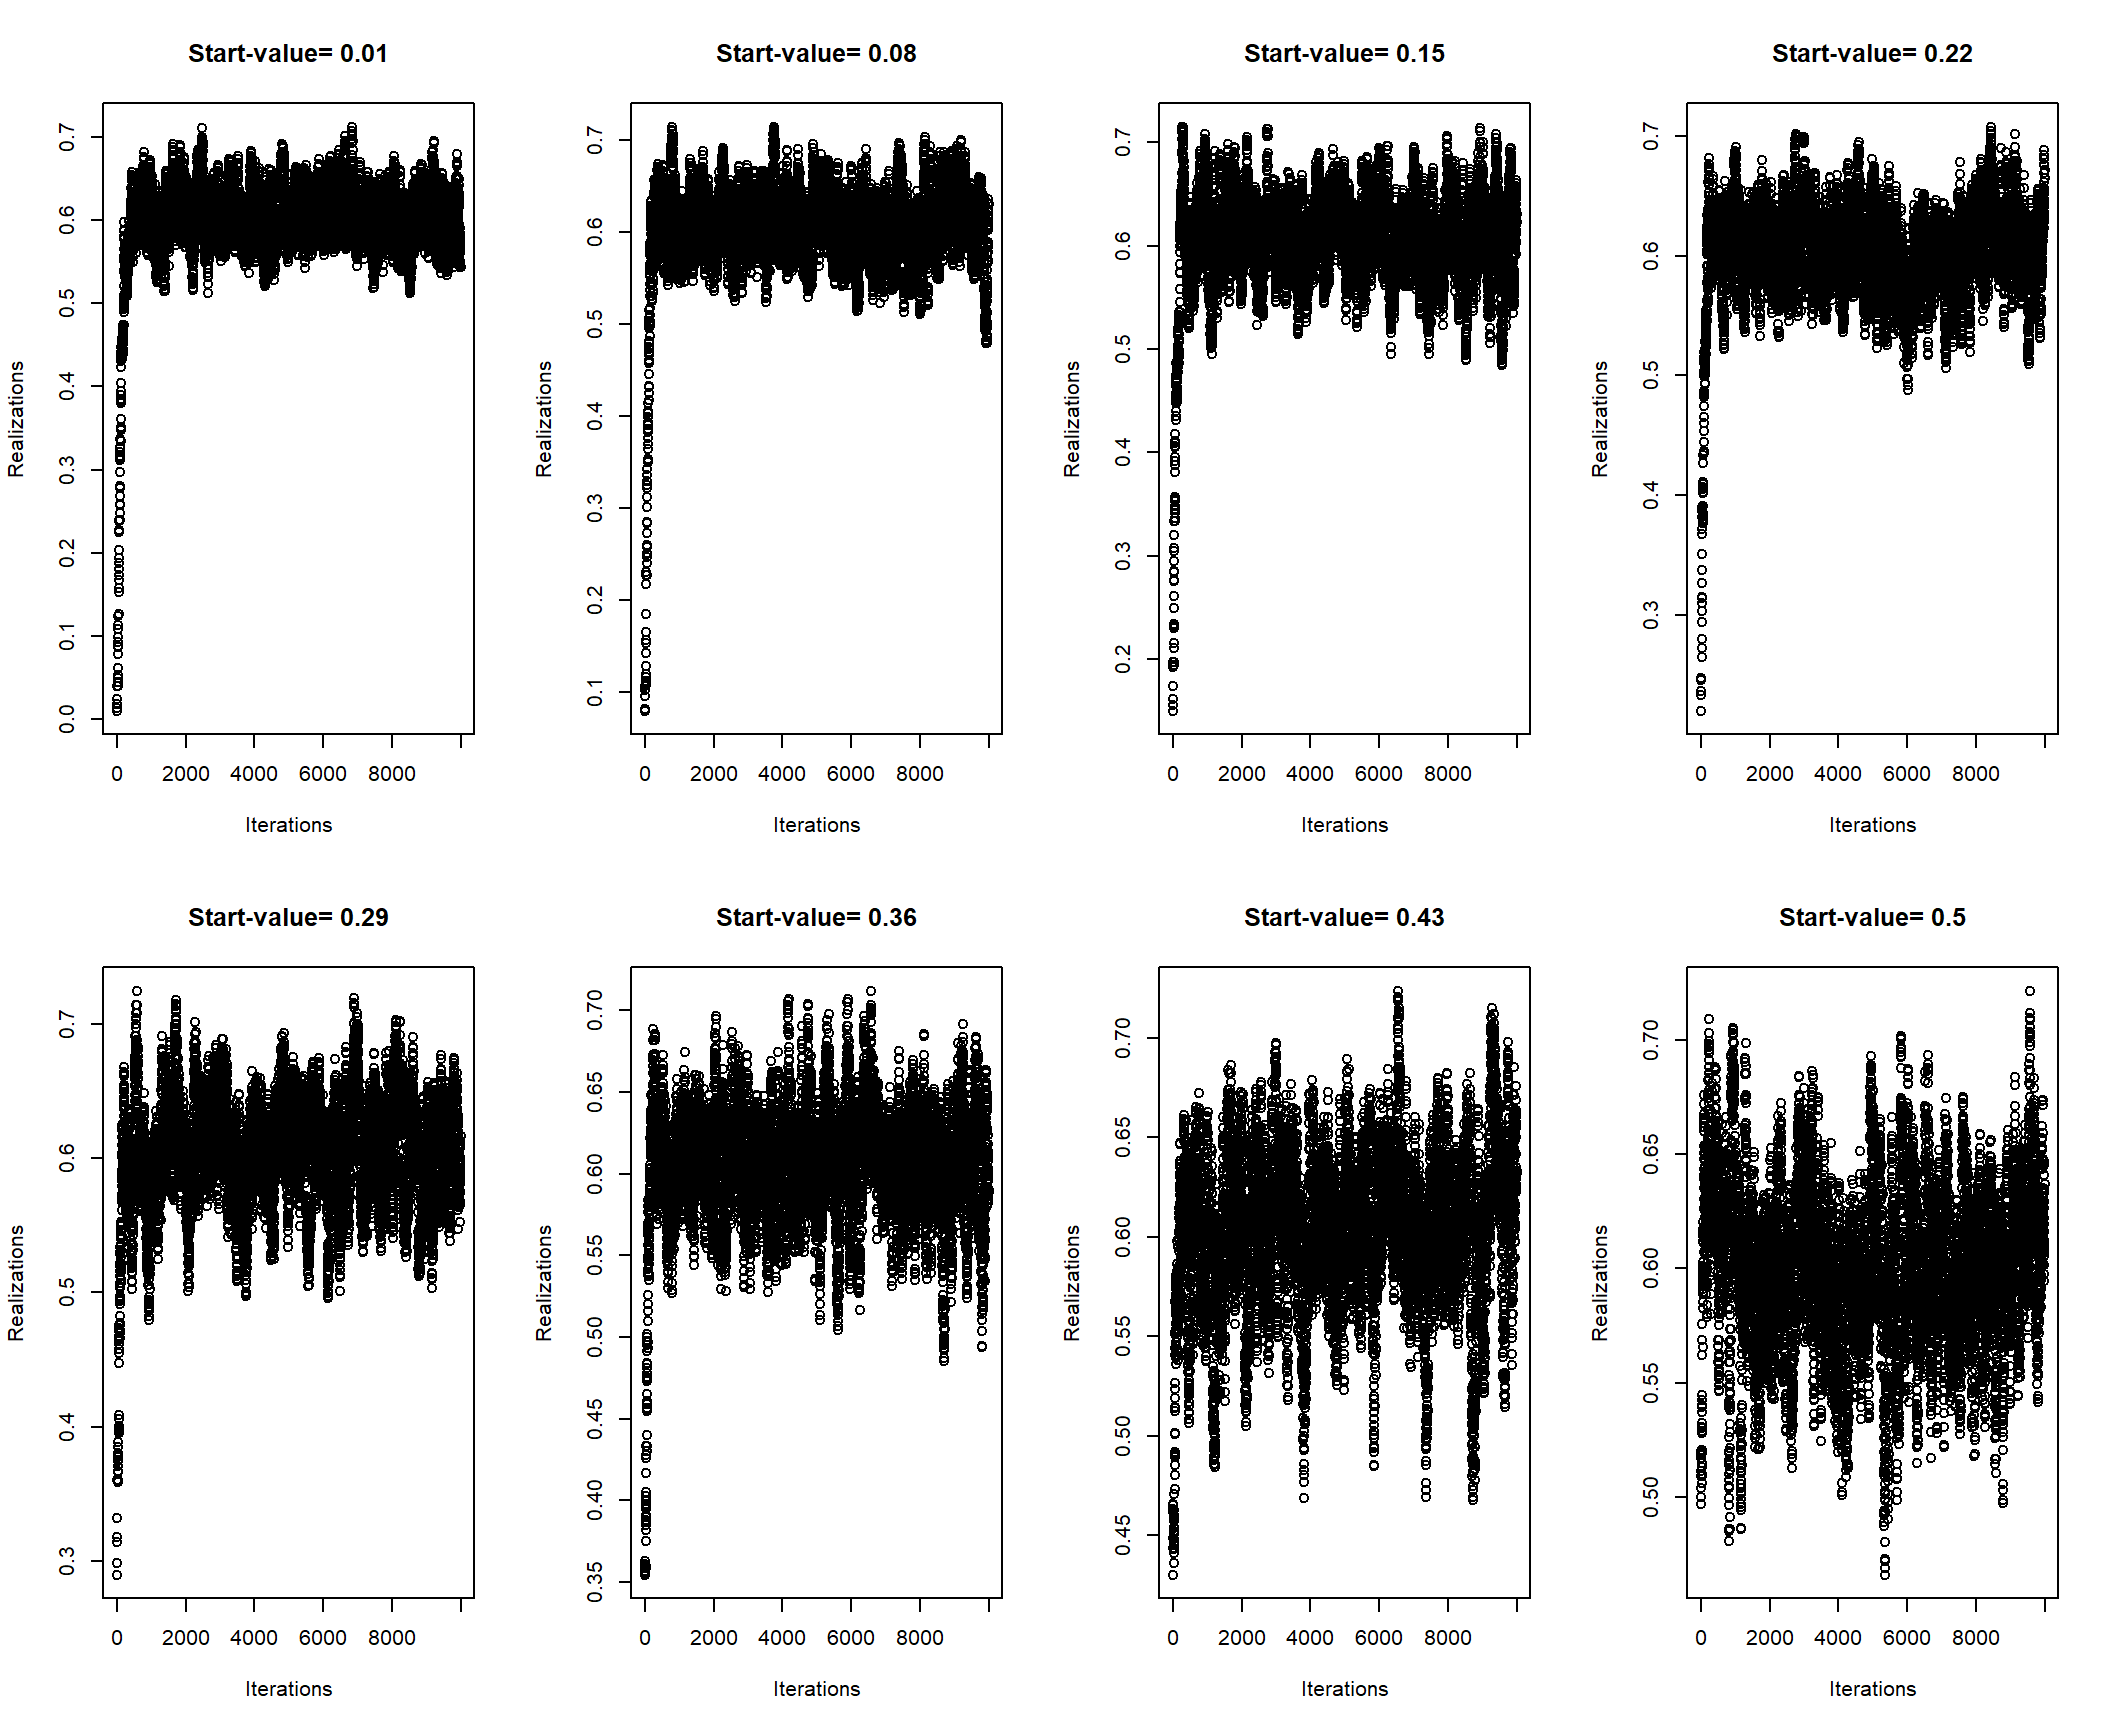 Start-value= 0.01
Realizations
0.0 0.1 0.2 0.3 0.4 0.5 0.6 0.7
0 2000 4000 6000 8000
Iterations
Start-value= 0.08
Realizations
0.1 0.2 0.3 0.4 0.5 0.6 0.7
0 2000 4000 6000 8000
Iterations
Start-value= 0.15
Realizations
0.2 0.3 0.4 0.5 0.6 0.7
0 2000 4000 6000 8000
Iterations
Start-value= 0.22
Realizations
0.3 0.4 0.5 0.6 0.7
0 2000 4000 6000 8000
Iterations
Start-value= 0.29
Realizations
0.3 0.4 0.5 0.6 0.7
0 2000 4000 6000 8000
Iterations
Start-value= 0.36
Realizations
0.35 0.40 0.45 0.50 0.55 0.60 0.65 0.70
0 2000 4000 6000 8000
Iterations
Start-value= 0.43
Realizations
0.45 0.50 0.55 0.60 0.65 0.70
0 2000 4000 6000 8000
Iterations
Start-value= 0.5
Realizations
0.50 0.55 0.60 0.65 0.70
0 2000 4000 6000 8000
Iterations